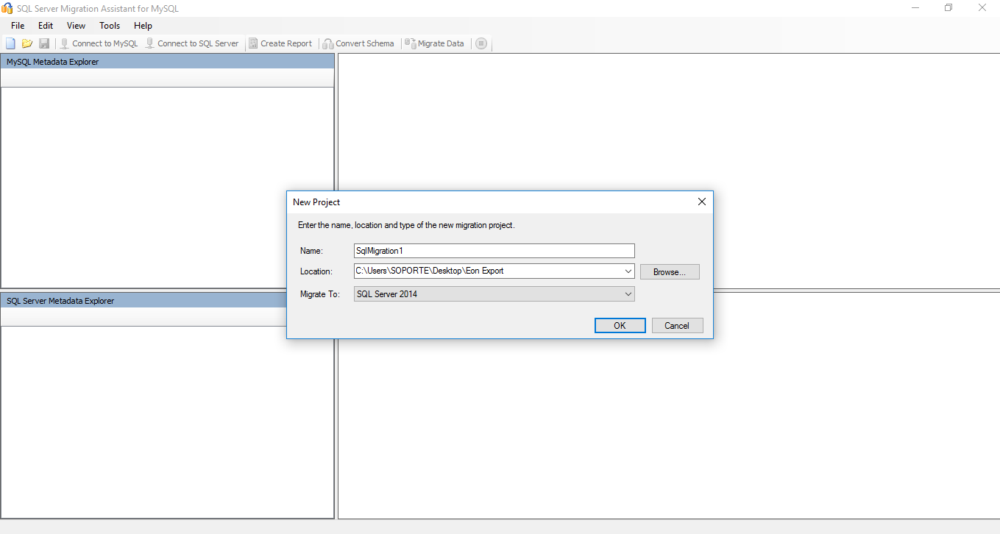 SQL Server Migration Assistant for MySQL
File Edit View Tools Help
Connect to MySQL Connect to SQL Server Create Report Convert Schema Migrate Data
MySQL Metadata Explorer
New Project
Enter the name, location and type of the new migration project.
Name: SqlMigration1
Location: C:\Users\SOPORTE\Desktop\Eon Export Browse...
Migrate To: SQL Server 2014
SQL Server Metadata Explorer
OK Cancel